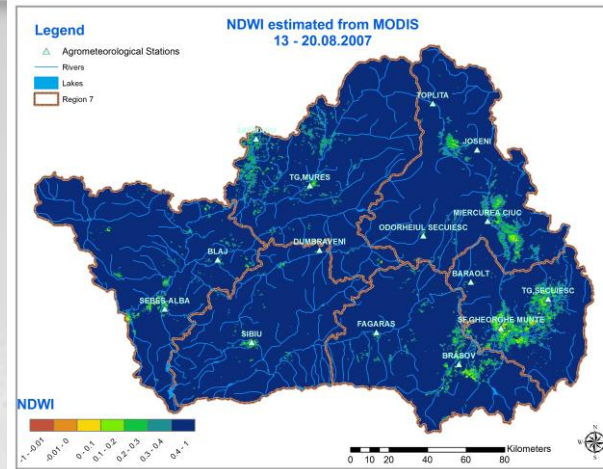 NDWI estimated from MODIS
13 - 20.08.2007
Legend
Agrometeorological Stations
Rivers
Lakes
Region 7
TOPLITA
JOSENI
TG.MURES
MIERCUREA CIUC
ODORHEIUL SECUIESC
DUMBRAVENI
BLAJ
BARAOLT
TG.SECUIESC
SEBES-ALBA
SF.GHEORGHE MUNTE
FAGARAS
SIBIU
BRASOV
NDWI
-1 - -0.01
-0.01 - 0
0 - 0.1
0.1 - 0.2
0.2 - 0.3
0.3 - 0.4
0.4 - 1
Kilometers
0 10 20 40 60 80
N
W E
S